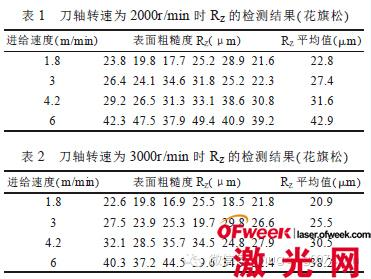 表 1 刀轴转速为 2000r/min 时 Rz 的检测结果(花旗松)
进给速度(m/min) 表面粗糙度 Rz(μm) Rz 平均值(μm)
1.8 23.8 19.8 17.7 25.2 28.9 21.6 22.8
3 26.4 24.1 34.6 31.8 25.2 22.3 27.4
4.2 29.2 26.5 31.3 33.1 38.6 30.8 31.6
6 42.3 47.5 37.9 49.4 40.9 39.2 42.9
表 2 刀轴转速为 3000r/min 时 Rz 的检测结果(花旗松)
进给速度(m/min) 表面粗糙度 Rz(μm) Rz 平均值(μm)
1.8 22.6 19.8 16.9 25.5 18.5 21.8 20.9
3 27.5 23.9 25.3 19.7 29.8 26.6 25.5
4.2 32.1 28.5 35.7 34.5 24.8 27.9 30.5
6 40.3 37.2 44.5 38.2
OFweek
laser.ofweek.com
激光网